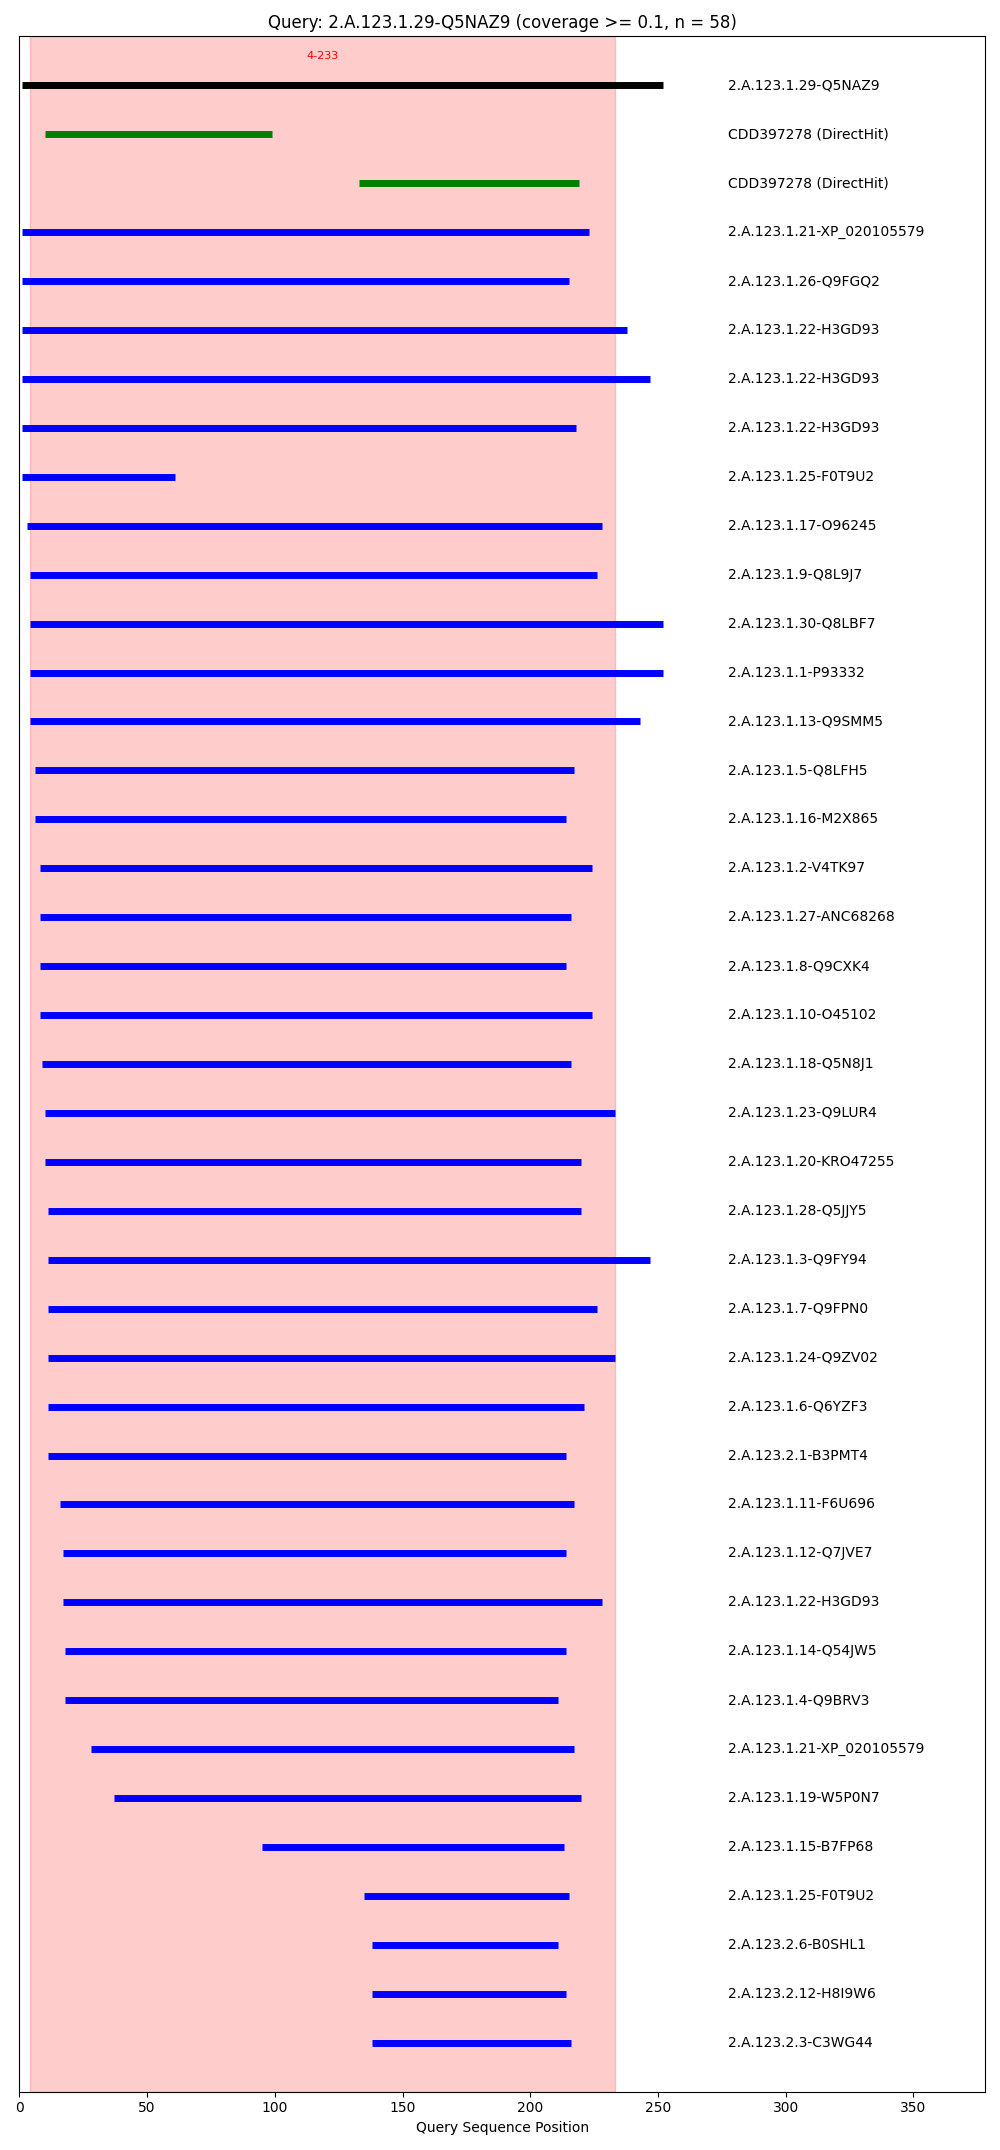 Query: 2.A.123.1.29-Q5NAZ9 (coverage >= 0.1, n = 58)
4-233
2.A.123.1.29-Q5NAZ9
CDD397278 (DirectHit)
CDD397278 (DirectHit)
2.A.123.1.21-XP_020105579
2.A.123.1.26-Q9FGQ2
2.A.123.1.22-H3GD93
2.A.123.1.22-H3GD93
2.A.123.1.22-H3GD93
2.A.123.1.25-F0T9U2
2.A.123.1.17-O96245
2.A.123.1.9-Q8L9J7
2.A.123.1.30-Q8LBF7
2.A.123.1.1-P93332
2.A.123.1.13-Q9SMM5
2.A.123.1.5-Q8LFH5
2.A.123.1.16-M2X865
2.A.123.1.2-V4TK97
2.A.123.1.27-ANC68268
2.A.123.1.8-Q9CXK4
2.A.123.1.10-O45102
2.A.123.1.18-Q5N8J1
2.A.123.1.23-Q9LUR4
2.A.123.1.20-KRO47255
2.A.123.1.28-Q5JJY5
2.A.123.1.3-Q9FY94
2.A.123.1.7-Q9FPN0
2.A.123.1.24-Q9ZV02
2.A.123.1.6-Q6YZF3
2.A.123.2.1-B3PMT4
2.A.123.1.11-F6U696
2.A.123.1.12-Q7JVE7
2.A.123.1.22-H3GD93
2.A.123.1.14-Q54JW5
2.A.123.1.4-Q9BRV3
2.A.123.1.21-XP_020105579
2.A.123.1.19-W5P0N7
2.A.123.1.15-B7FP68
2.A.123.1.25-F0T9U2
2.A.123.2.6-B0SHL1
2.A.123.2.12-H8I9W6
2.A.123.2.3-C3WG44
0 50 100 150 200 250 300 350
Query Sequence Position